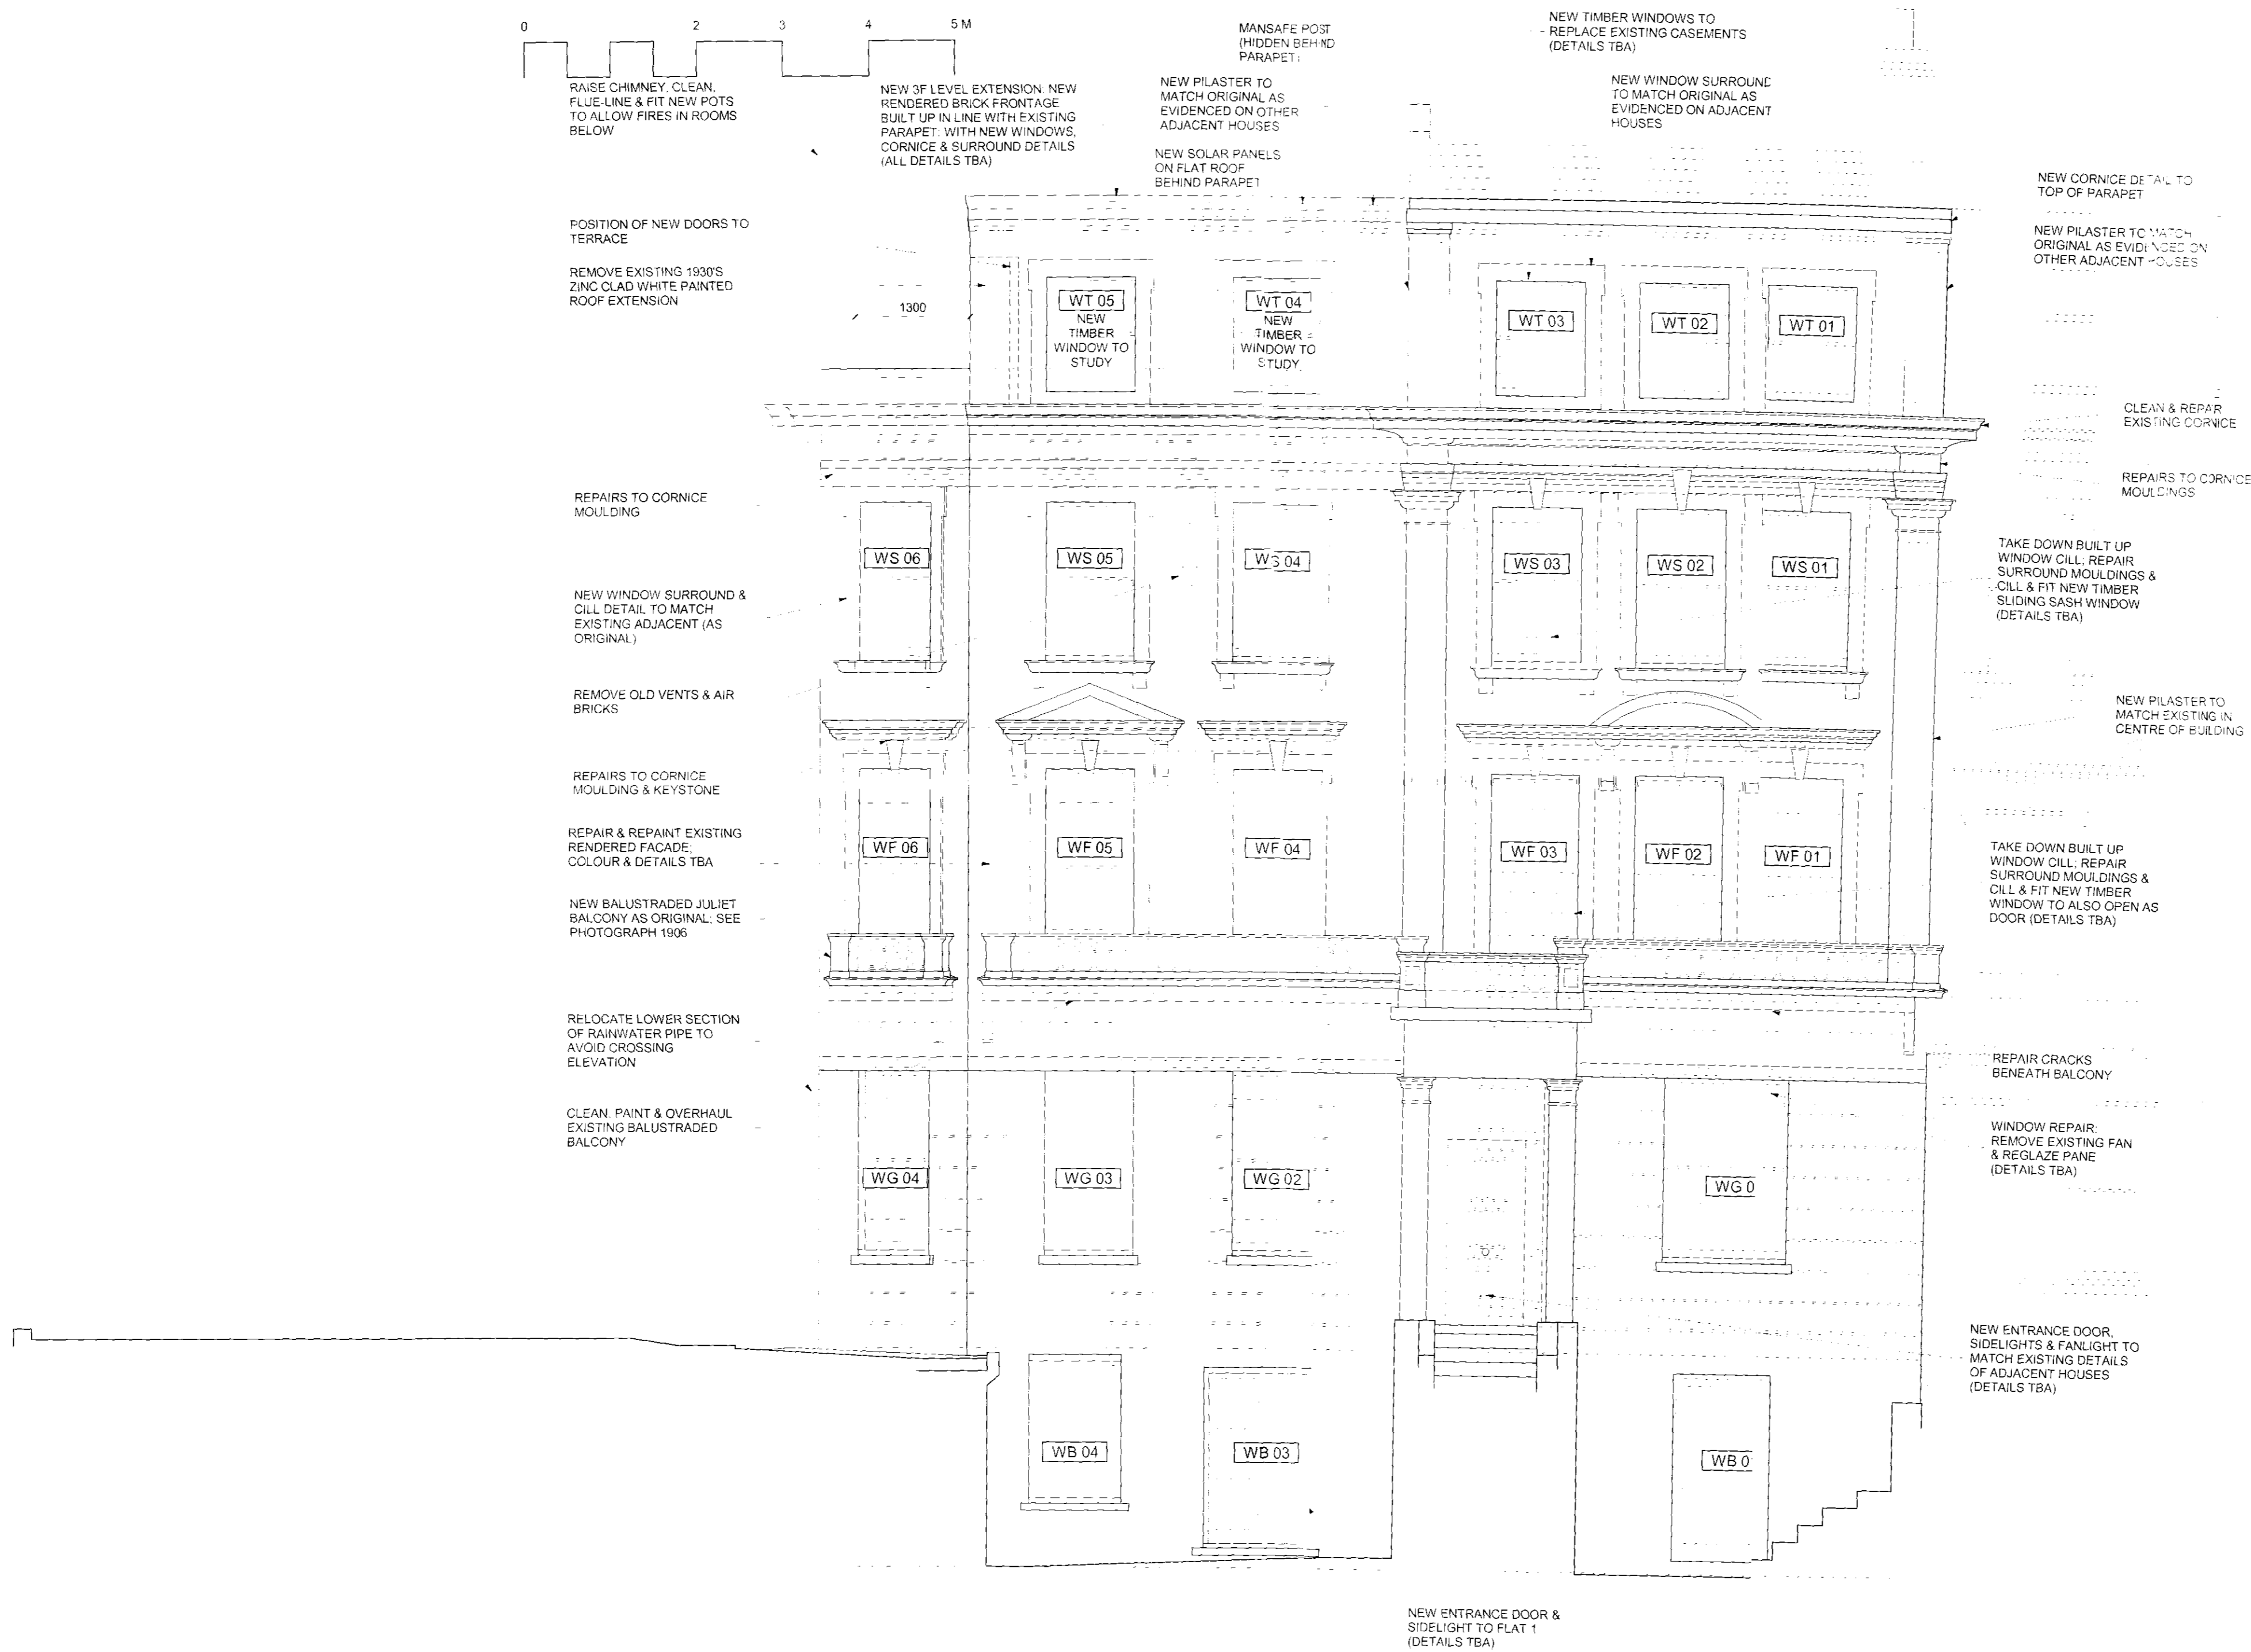 0
2
3
4
5 M
RAISE CHIMNEY, CLEAN,
FLUE-LINE & FIT NEW POTS
TO ALLOW FIRES IN ROOMS
BELOW
NEW 3F LEVEL EXTENSION: NEW
RENDERED BRICK FRONTAGE
BUILT UP IN LINE WITH EXISTING
PARAPET: WITH NEW WINDOWS,
CORNICE & SURROUND DETAILS
(ALL DETAILS TBA)
MANSAFE POST
(HIDDEN BEHIND
PARAPET)
NEW PILASTER TO
MATCH ORIGINAL AS
EVIDENCED ON OTHER
ADJACENT HOUSES
NEW SOLAR PANELS
ON FLAT ROOF
BEHIND PARAPET
NEW TIMBER WINDOWS TO
REPLACE EXISTING CASEMENTS
(DETAILS TBA)
NEW WINDOW SURROUND
TO MATCH ORIGINAL AS
EVIDENCED ON ADJACENT
HOUSES
NEW CORNICE DETAIL TO
TOP OF PARAPET
NEW PILASTER TO MATCH
ORIGINAL AS EVIDENCED ON
OTHER ADJACENT HOUSES
POSITION OF NEW DOORS TO
TERRACE
REMOVE EXISTING 1930'S
ZINC CLAD WHITE PAINTED
ROOF EXTENSION
1300
WT 05
NEW
TIMBER
WINDOW TO
STUDY
WT 04
NEW
TIMBER
WINDOW TO
STUDY
WT 03
WT 02
WT 01
CLEAN & REPAIR
EXISTING CORNICE
REPAIRS TO CORNICE
MOULDINGS
REPAIRS TO CORNICE
MOULDING
WS 06
WS 05
WS 04
WS 03
WS 02
WS 01
TAKE DOWN BUILT UP
WINDOW CILL; REPAIR
SURROUND MOULDINGS &
CILL & FIT NEW TIMBER
SLIDING SASH WINDOW
(DETAILS TBA)
NEW WINDOW SURROUND &
CILL DETAIL TO MATCH
EXISTING ADJACENT (AS
ORIGINAL)
REMOVE OLD VENTS & AIR
BRICKS
NEW PILASTER TO
MATCH EXISTING IN
CENTRE OF BUILDING
REPAIRS TO CORNICE
MOULDING & KEYSTONE
REPAIR & REPAINT EXISTING
RENDERED FACADE;
COLOUR & DETAILS TBA
WF 06
WF 05
WF 04
WF 03
WF 02
WF 01
TAKE DOWN BUILT UP
WINDOW CILL; REPAIR
SURROUND MOULDINGS &
CILL & FIT NEW TIMBER
WINDOW TO ALSO OPEN AS
DOOR (DETAILS TBA)
NEW BALUSTRADED JULIET
BALCONY AS ORIGINAL; SEE
PHOTOGRAPH 1906
RELOCATE LOWER SECTION
OF RAINWATER PIPE TO
AVOID CROSSING
ELEVATION
REPAIR CRACKS
BENEATH BALCONY
CLEAN, PAINT & OVERHAUL
EXISTING BALUSTRADED
BALCONY
WINDOW REPAIR:
REMOVE EXISTING FAN
& REGLAZE PANE
(DETAILS TBA)
WG 04
WG 03
WG 02
WG 0
NEW ENTRANCE DOOR,
SIDELIGHTS & FANLIGHT TO
MATCH EXISTING DETAILS
OF ADJACENT HOUSES
(DETAILS TBA)
WB 04
WB 03
WB 0
NEW ENTRANCE DOOR &
SIDELIGHT TO FLAT 1
(DETAILS TBA)